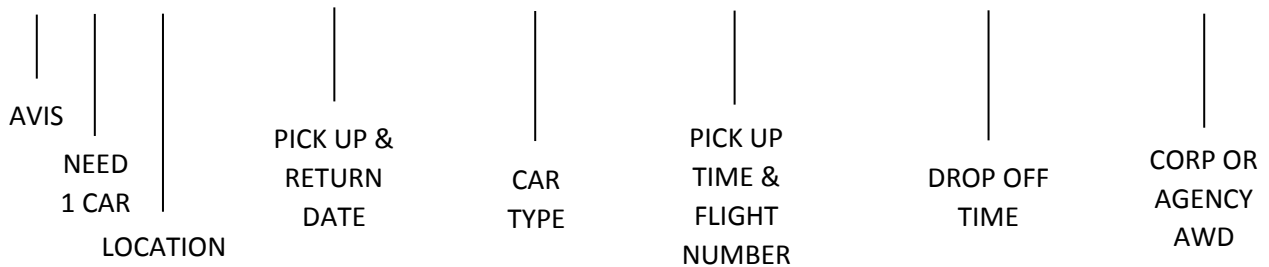 AVIS
NEED
1 CAR
LOCATION
PICK UP &
RETURN
DATE
CAR
TYPE
PICK UP
TIME &
FLIGHT
NUMBER
DROP OFF
TIME
CORP OR
AGENCY
AWD